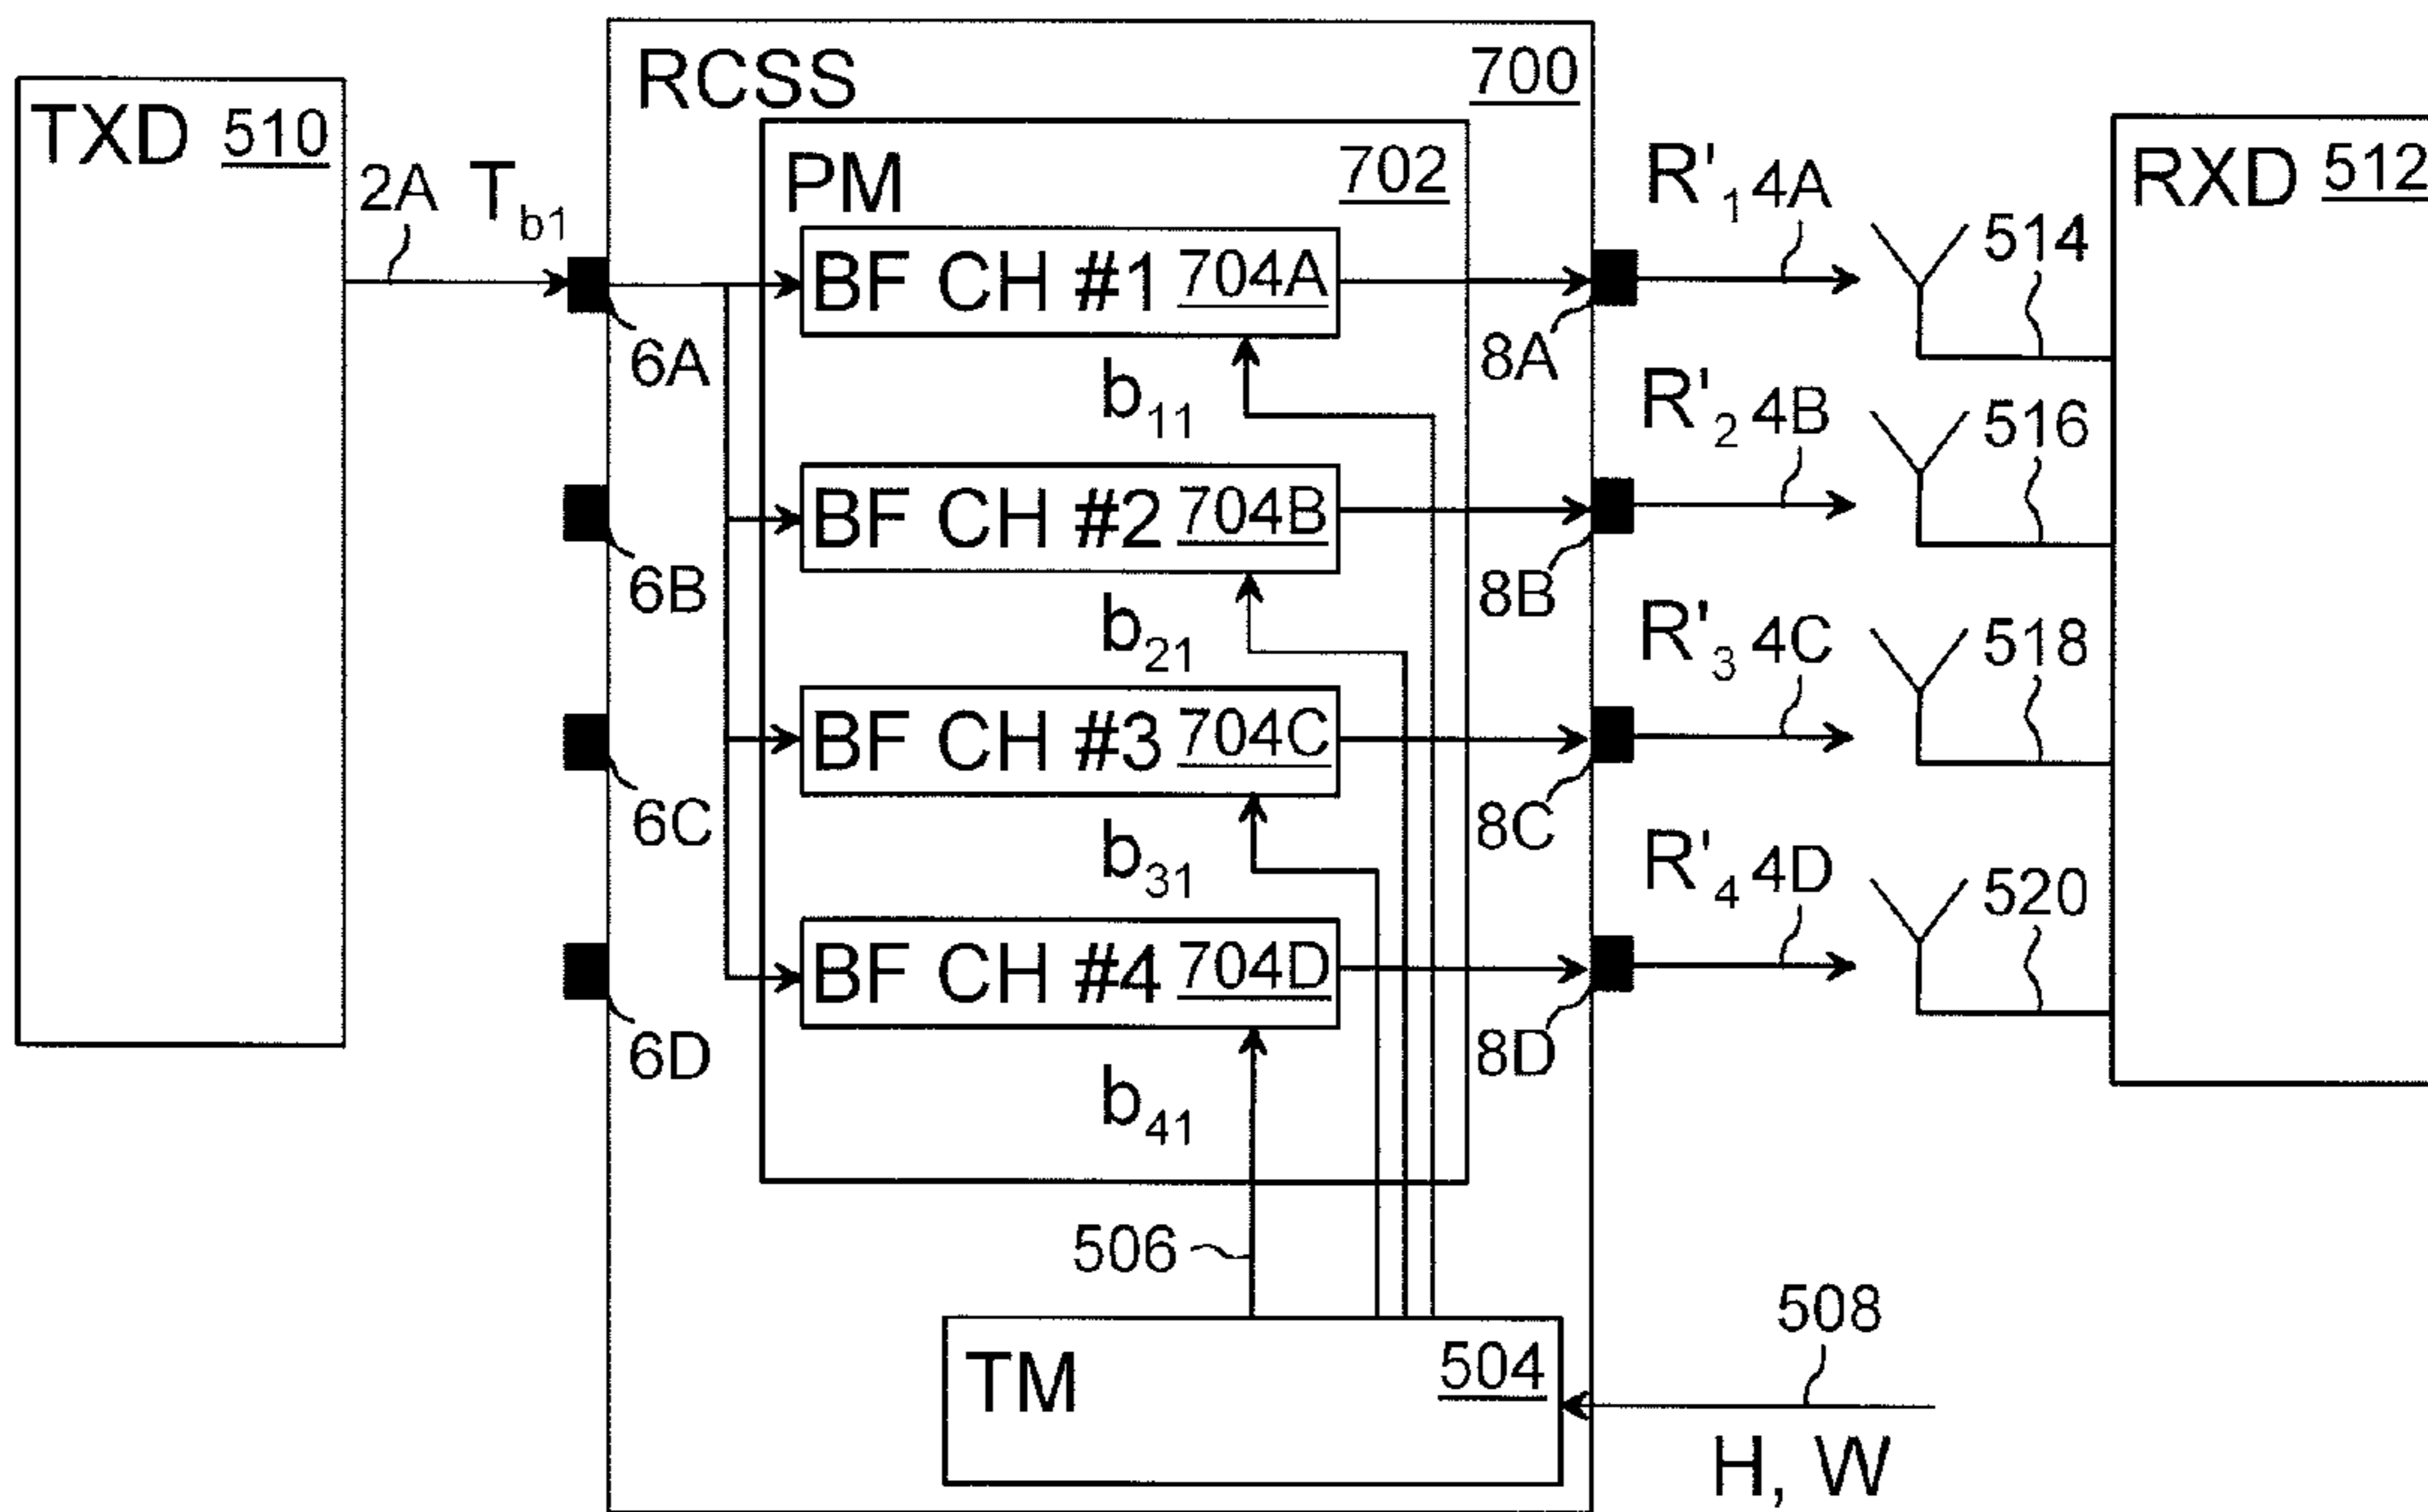 RCSS 700
TXD 510
2A T b1
PM 702
R'1 4A
RXD 512
BF CH #1 704A
514
6A
8A
b11
R'2 4B
516
BF CH #2 704B
6B
8B
b21
R'3 4C
518
BF CH #3 704C
6C
8C
b31
R'4 4D
520
BF CH #4 704D
6D
8D
b41
506
508
TM 504
H, W